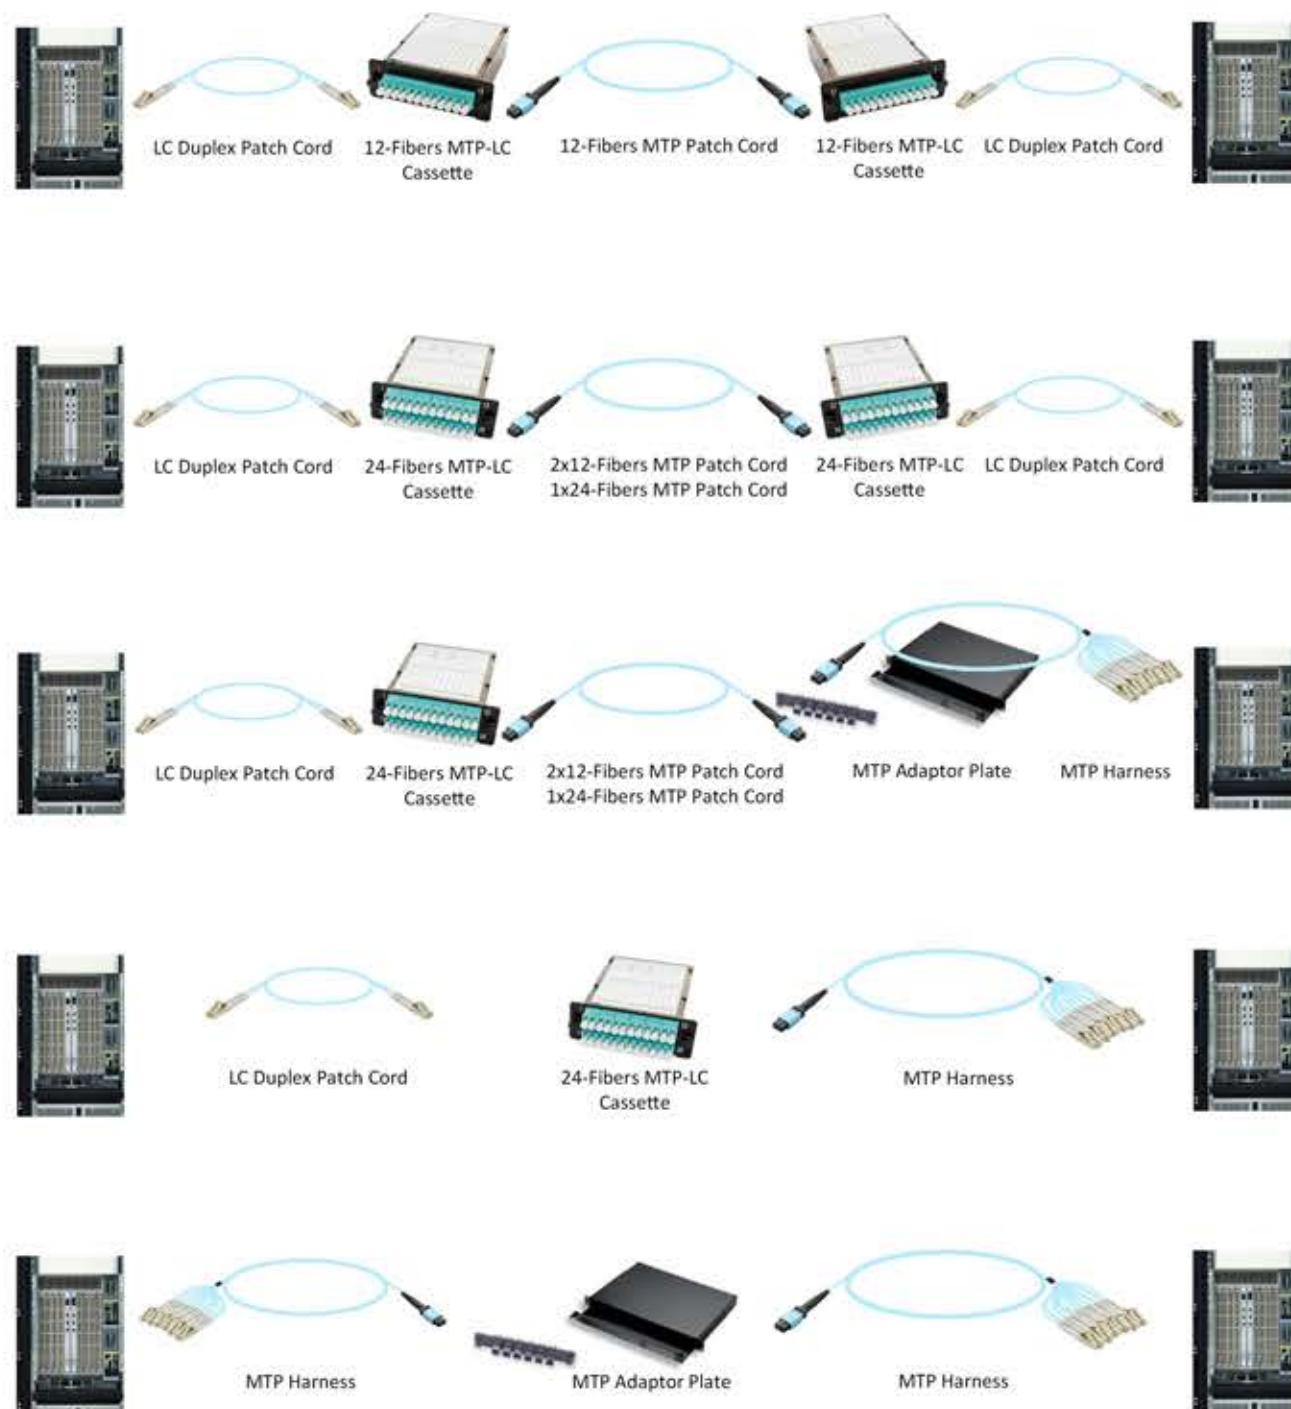 LC Duplex Patch Cord
12-Fibers MTP-LC
Cassette
12-Fibers MTP Patch Cord
12-Fibers MTP-LC
Cassette
LC Duplex Patch Cord
LC Duplex Patch Cord
24-Fibers MTP-LC
Cassette
2x12-Fibers MTP Patch Cord
1x24-Fibers MTP Patch Cord
24-Fibers MTP-LC
Cassette
LC Duplex Patch Cord
LC Duplex Patch Cord
24-Fibers MTP-LC
Cassette
2x12-Fibers MTP Patch Cord
1x24-Fibers MTP Patch Cord
MTP Adaptor Plate
MTP Harness
LC Duplex Patch Cord
24-Fibers MTP-LC
Cassette
MTP Harness
MTP Harness
MTP Adaptor Plate
MTP Harness